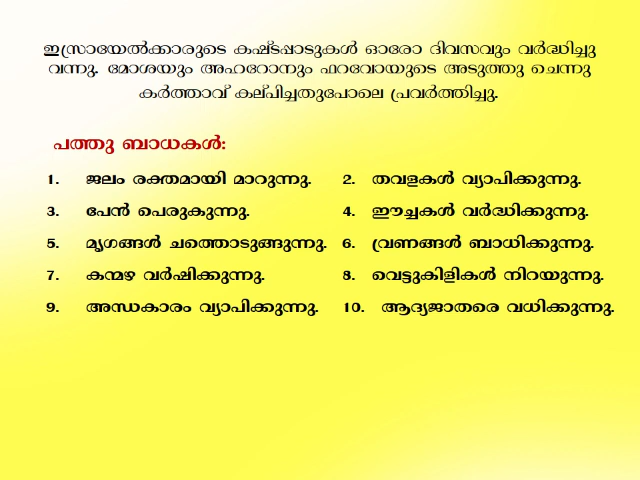 ഇസ്രായേൽക്കാരുടെ കഷ്ടപ്പാടുകൾ ഓരോ ദിവസവും വർദ്ധിച്ചു
വന്നു. മോശയും അഹറോനും ഫറവോയുടെ അടുത്തു ചെന്നു
കർത്താവ് കല്പിച്ചതുപോലെ പ്രവർത്തിച്ചു.
പത്തു ബാധകൾ:
1. ജലം രക്തമായി മാറുന്നു. 2. തവളകൾ വ്യാപിക്കുന്നു.
3. പേൻ പെരുകുന്നു. 4. ഈച്ചകൾ വർദ്ധിക്കുന്നു.
5. മൃഗങ്ങൾ ചത്തൊടുങ്ങുന്നു. 6. വ്രണങ്ങൾ ബാധിക്കുന്നു.
7. കന്മഴ വർഷിക്കുന്നു. 8. വെട്ടുകിളികൾ നിറയുന്നു.
9. അന്ധകാരം വ്യാപിക്കുന്നു. 10. ആദ്യജാതരെ വധിക്കുന്നു.